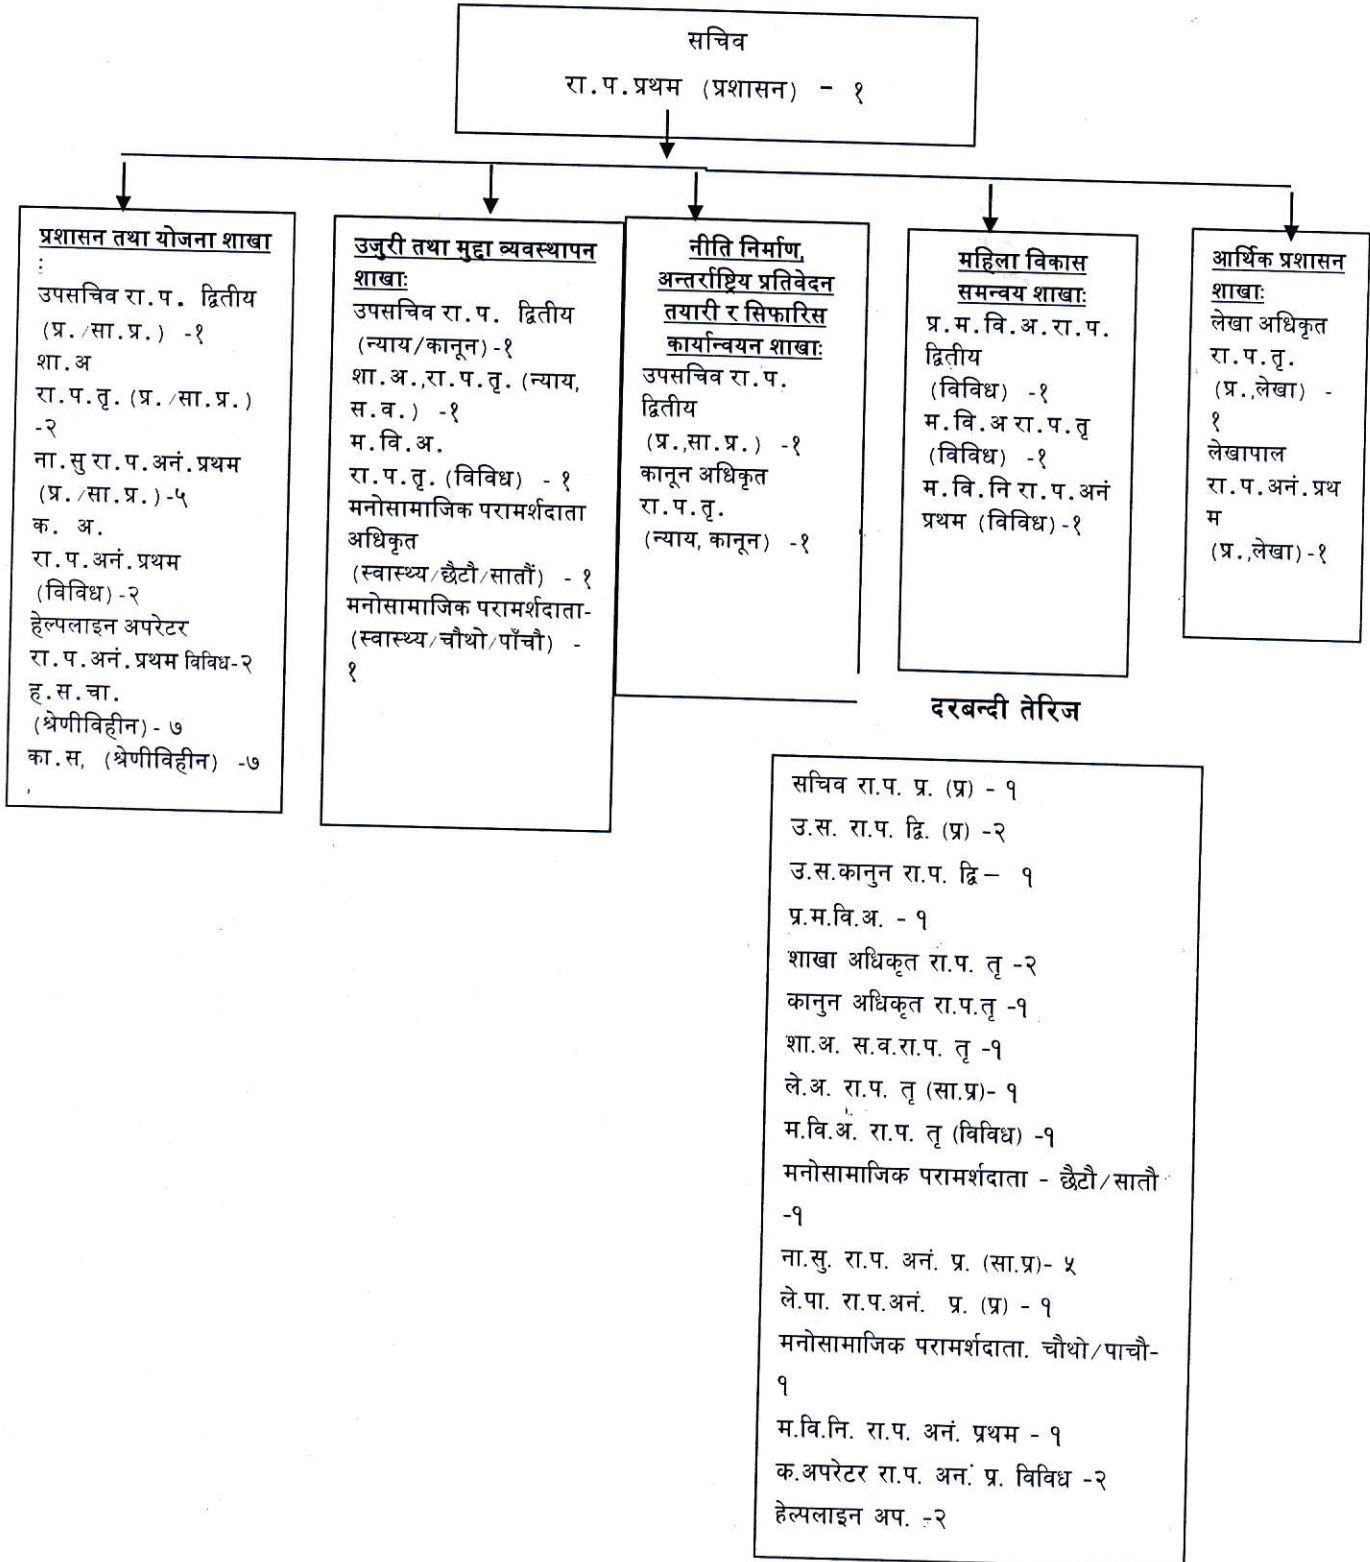 सचिव
रा.प.प्रथम (प्रशासन) - १
प्रशासन तथा योजना शाखा
:
उपसचिव रा.प. द्वितीय
(प्र./सा.प्र.) -१
शा.अ
रा.प.तृ. (प्र./सा.प्र.)
-२
ना.सु रा.प.अनं.प्रथम
(प्र./सा.प्र.)-५
क. अ.
रा.प.अनं.प्रथम
(विविध)-२
हेल्पलाइन अपरेटर
रा.प.अनं.प्रथम विविध-२
ह.स.चा.
(श्रेणीविहीन)- ७
का.स, (श्रेणीविहीन) -७
उजुरी तथा मुद्दा व्यवस्थापन
शाखाः
उपसचिव रा.प. द्वितीय
(न्याय/कानून)-१
शा.अ.,रा.प.तृ. (न्याय,
स.व.) -१
म.वि.अ.
रा.प.तृ. (विविध) - १
मनोसामाजिक परामर्शदाता
अधिकृत
(स्वास्थ्य/छैटौ/सातौं) - १
मनोसामाजिक परामर्शदाता-
(स्वास्थ्य/चौथो/पाँचौ) -
१
नीति निर्माण,
अन्तर्राष्ट्रिय प्रतिवेदन
तयारी र सिफारिस
कार्यान्वयन शाखाः
उपसचिव रा.प.
द्वितीय
(प्र.,सा.प्र.) -१
कानून अधिकृत
रा.प.तृ.
(न्याय, कानून) -१
महिला विकास
समन्वय शाखाः
प्र.म.वि.अ.रा.प.
द्वितीय
(विविध) -१
म.वि.अ रा.प.तृ
(विविध) -१
म.वि.नि रा.प.अनं
प्रथम (विविध)-१
आर्थिक प्रशासन
शाखाः
लेखा अधिकृत
रा.प.तृ.
(प्र.,लेखा) -
१
लेखापाल
रा.प.अनं.प्रथ
म
(प्र.,लेखा)-१
दरबन्दी तेरिज
सचिव रा.प. प्र. (प्र) - १
उ.स. रा.प. द्वि. (प्र) -२
उ.स.कानुन रा.प. द्वि– १
प्र.म.वि.अ. - १
शाखा अधिकृत रा.प. तृ -२
कानुन अधिकृत रा.प.तृ -१
शा.अ. स.व.रा.प. तृ -१
ले.अ. रा.प. तृ (सा.प्र)- १
म.वि.अ. रा.प. तृ (विविध) -१
मनोसामाजिक परामर्शदाता - छैटौ/सातौ
-१
ना.सु. रा.प. अनं. प्र. (सा.प्र)- ५
ले.पा. रा.प.अनं. प्र. (प्र) - १
मनोसामाजिक परामर्शदाता. चौथो/पाचौ-
१
म.वि.नि. रा.प. अनं. प्रथम - १
क.अपरेटर रा.प. अनं. प्र. विविध -२
हेल्पलाइन अप. -२